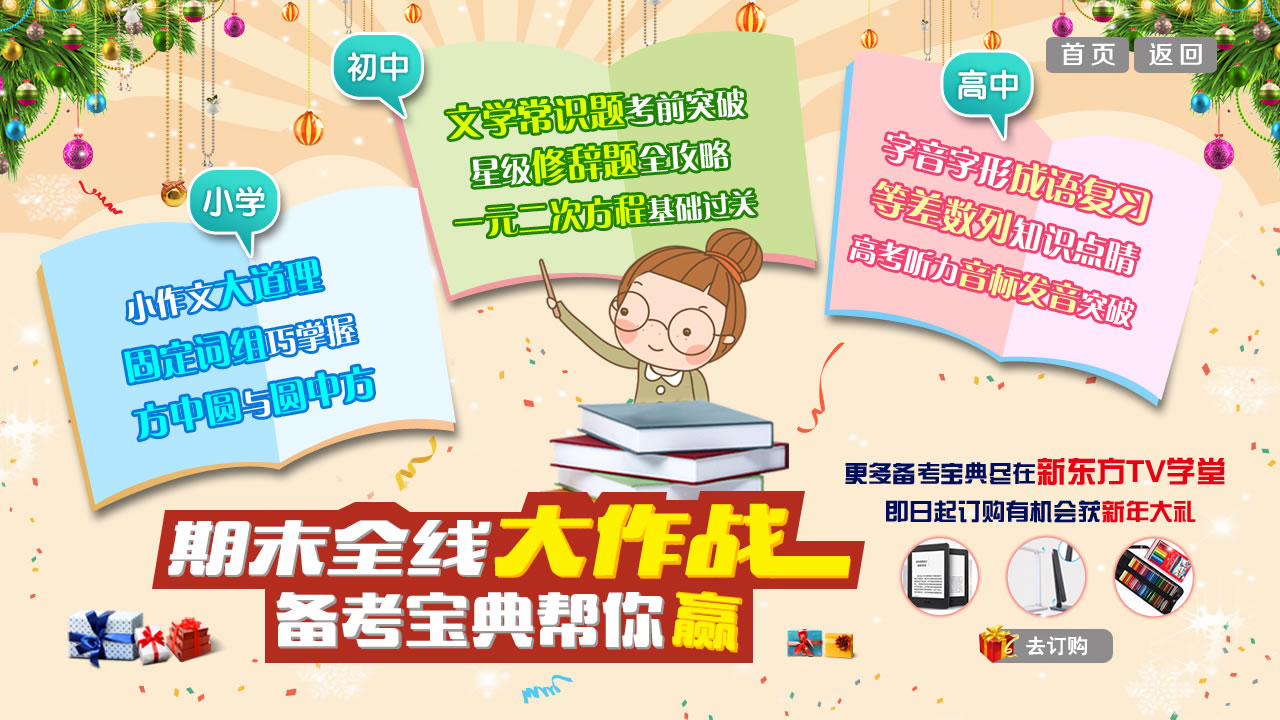 首页
返回
初中
文学常识题考前突破
星级修辞题全攻略
一元二次方程基础过关
高中
字音字形成语复习
等差数列知识点睛
高考听力音标发音突破
小学
小作文大道理
固定词组巧掌握
方中圆与圆中方
更多备考宝典尽在新东方TV学堂
即日起订购有机会获新年大礼
期末全线大作战
备考宝典帮你赢
去订购